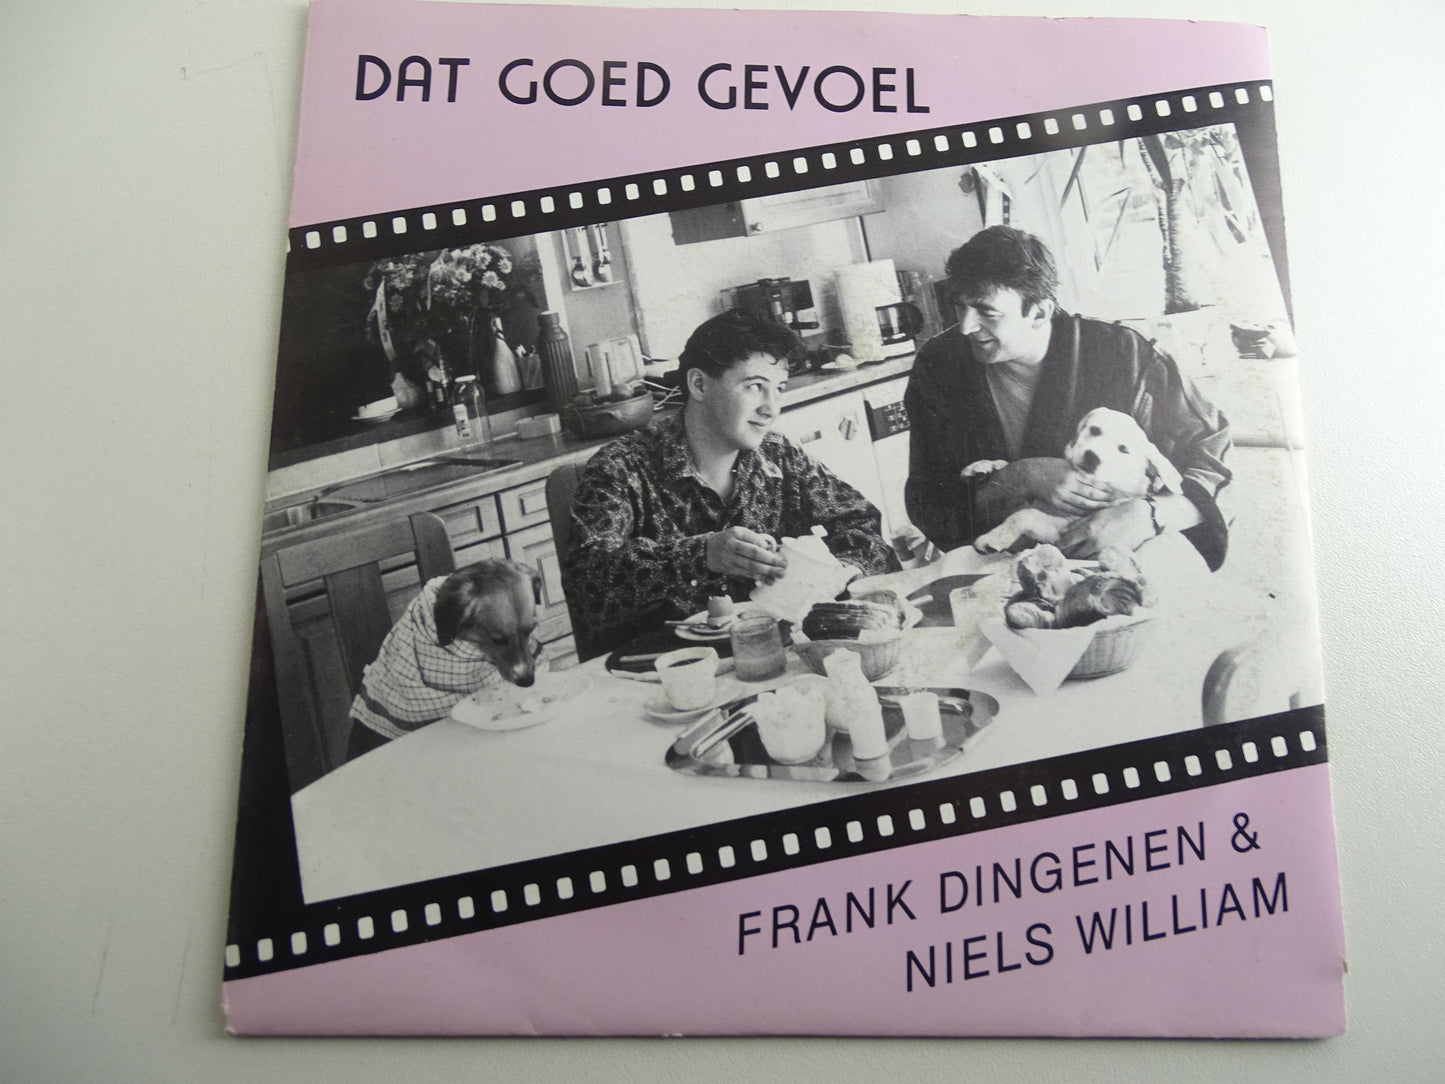 DAT GOED GEVOEL
FRANK DINGENEN &
NIELS WILLIAM